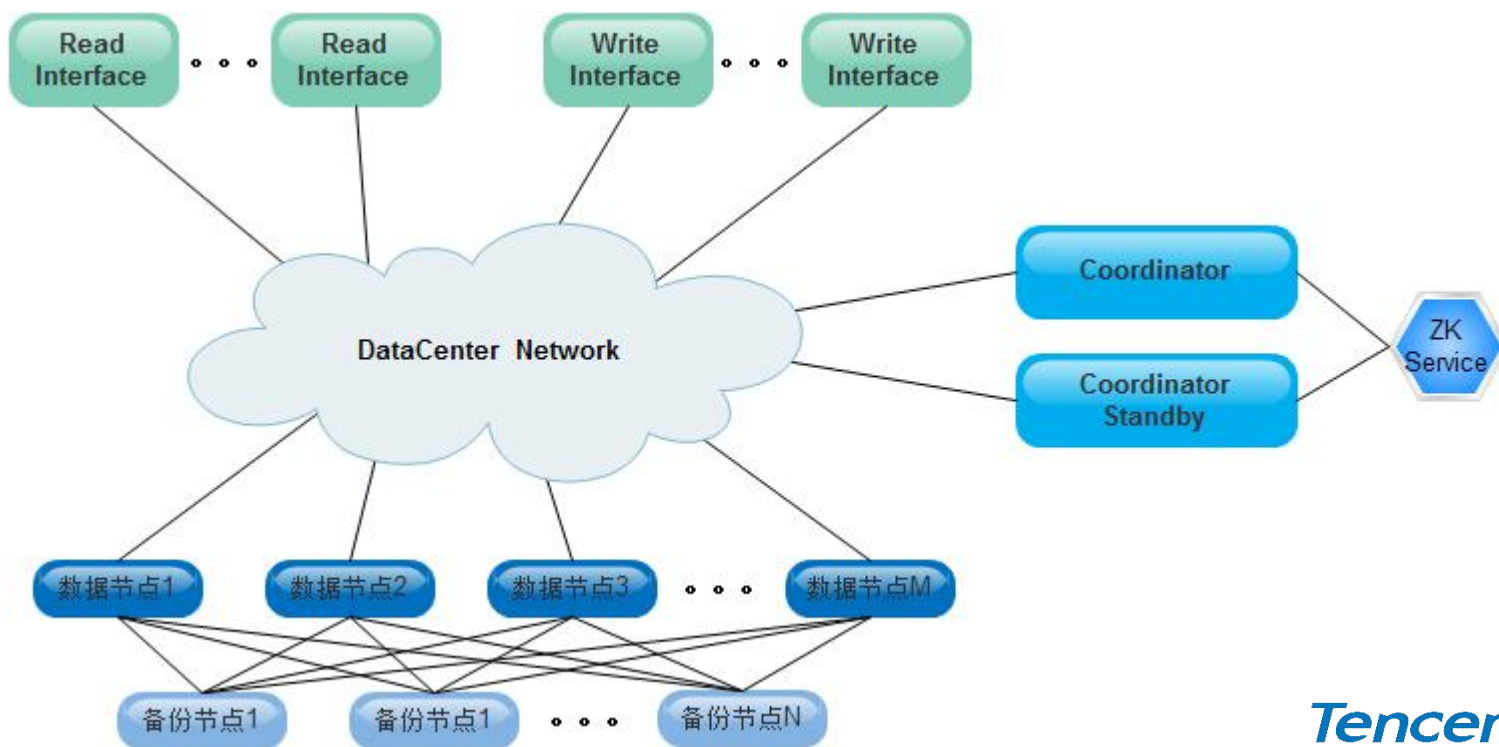 Read
Interface
Read
Interface
Write
Interface
Write
Interface
Coordinator
ZK
Service
DataCenter Network
Coordinator
Standby
数据节点1
数据节点2
数据节点3
数据节点M
备份节点1
备份节点1
备份节点N
Tencer